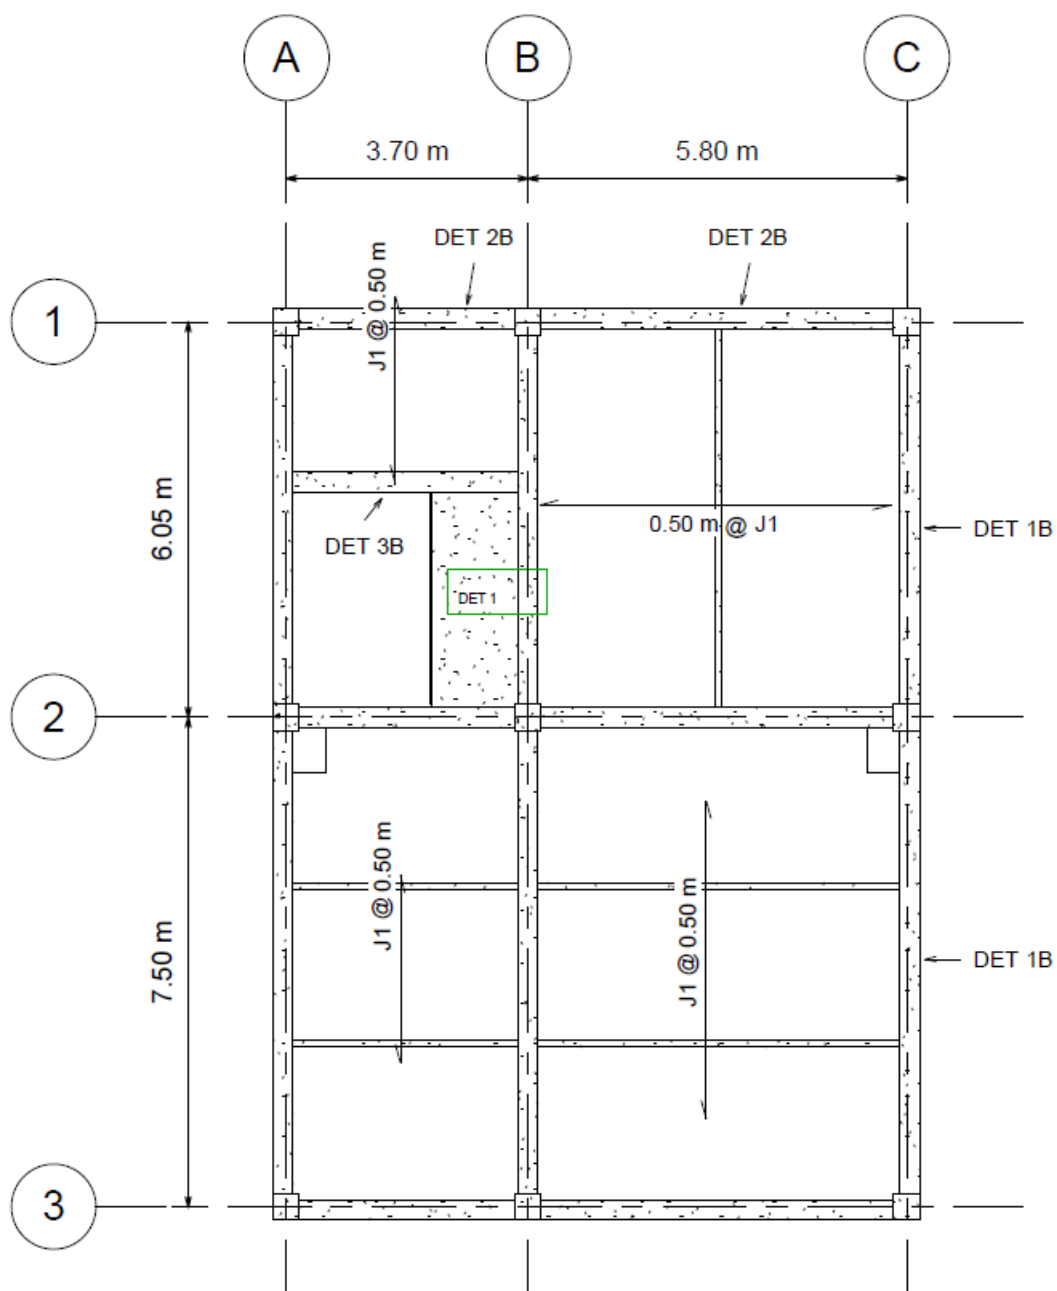 A
B
C
3.70 m
5.80 m
DET 2B
DET 2B
J1 @ 0.50 m
1
6.05 m
0.50 m @ J1
DET 1B
DET 3B
DET 1
2
J1 @ 0.50 m
J1 @ 0.50 m
7.50 m
DET 1B
3